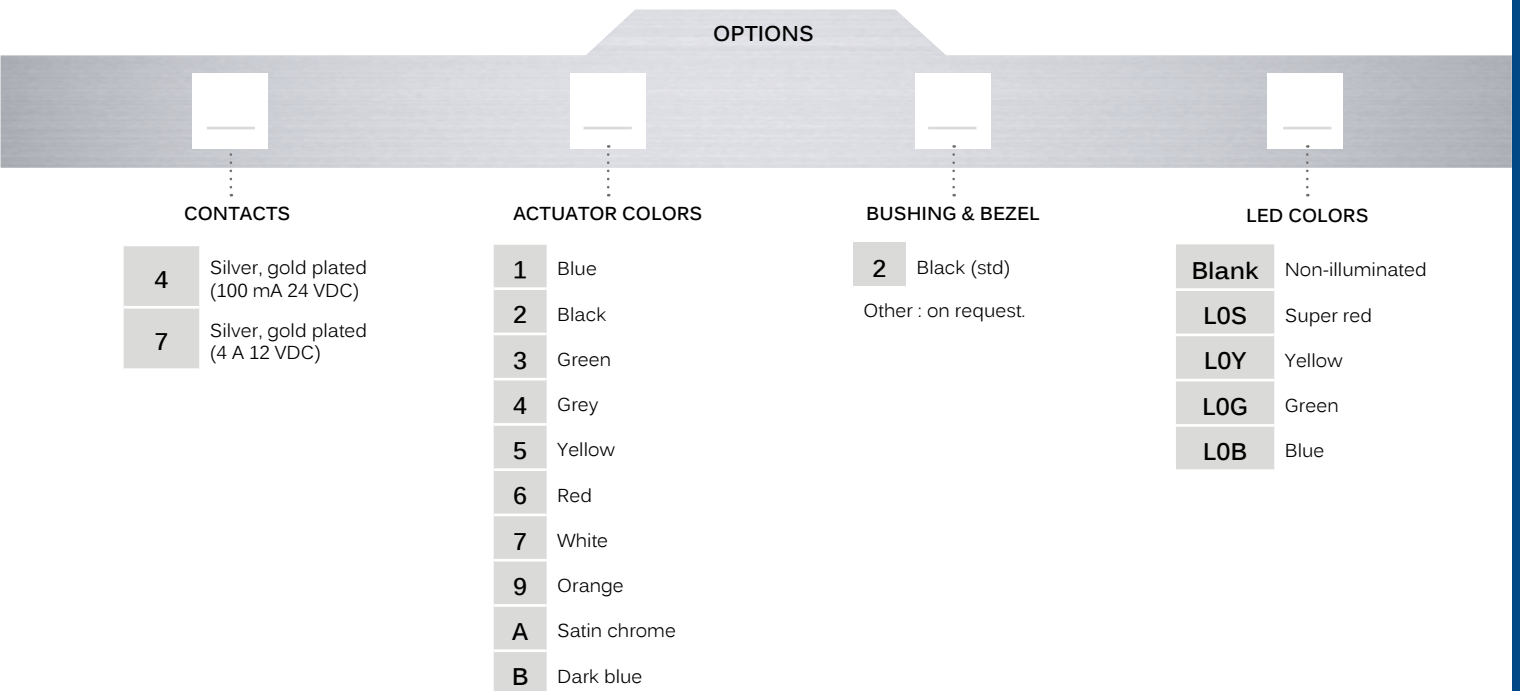 OPTIONS
CONTACTS
4 Silver, gold plated
(100 mA 24 VDC)
7 Silver, gold plated
(4 A 12 VDC)
ACTUATOR COLORS
1 Blue
2 Black
3 Green
4 Grey
5 Yellow
6 Red
7 White
9 Orange
A Satin chrome
B Dark blue
BUSHING & BEZEL
2 Black (std)
Other : on request.
LED COLORS
Blank Non-illuminated
L0S Super red
L0Y Yellow
L0G Green
L0B Blue